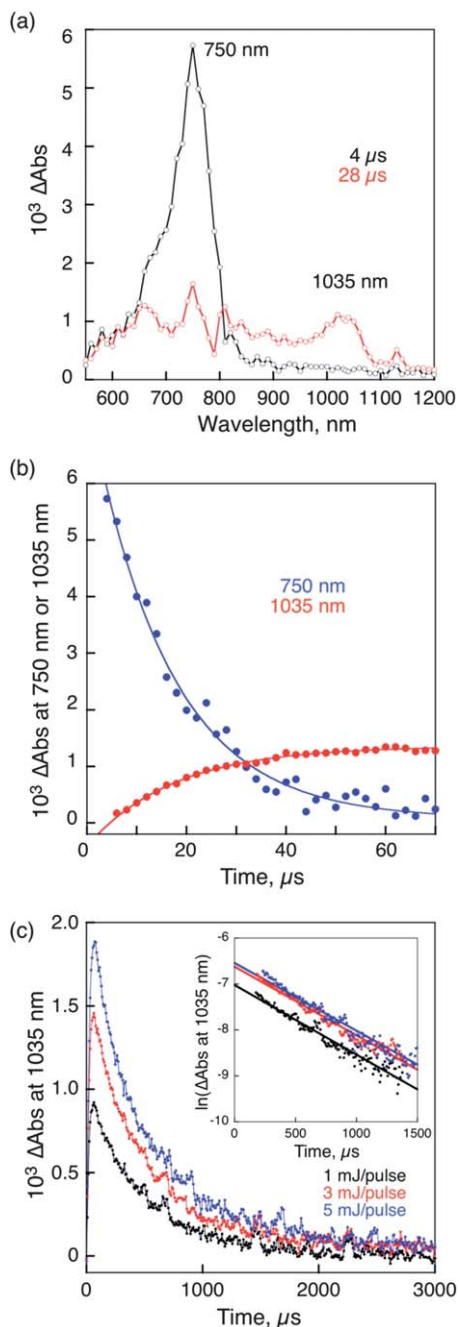 (a)
6
5
4
3
2
1
0
10³ ΔAbs
750 nm
4 µs
28 µs
1035 nm
600 700 800 900 1000 1100 1200
Wavelength, nm
(b)
6
5
4
3
2
1
0
10³ ΔAbs at 750 nm or 1035 nm
750 nm
1035 nm
0 20 40 60
Time, µs
(c)
2.0
1.5
1.0
0.5
0
10³ ΔAbs at 1035 nm
-6
-7
-8
-9
-10
ln(ΔAbs at 1035 nm)
0 500 1000 1500
Time, µs
1 mJ/pulse
3 mJ/pulse
5 mJ/pulse
0 1000 2000 3000
Time, µs